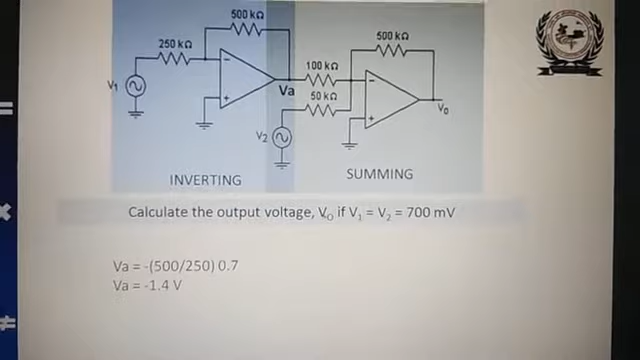 500 kΩ
500 kΩ
250 kΩ
100 kΩ
V1
Va
50 kΩ
Vo
V2
INVERTING
SUMMING
Calculate the output voltage, VO if V1 = V2 = 700 mV
Va = -(500/250) 0.7
Va = -1.4 V